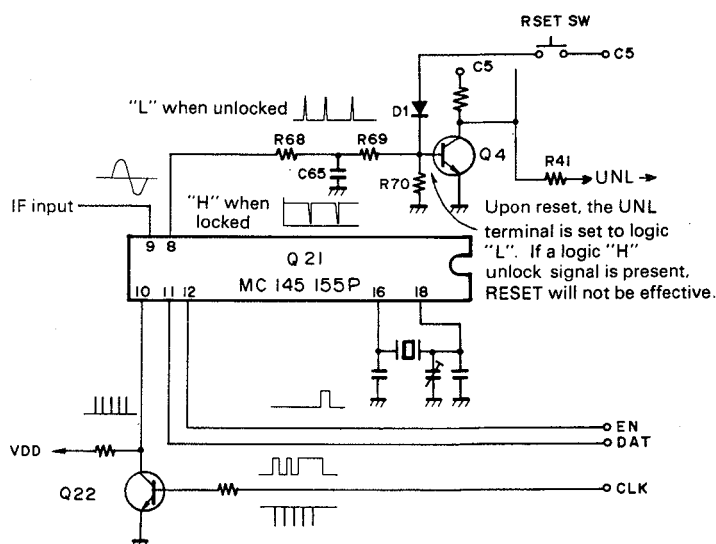 RSET SW
C5
C5
"L" when unlocked
D1
R68
R69
Q4
C65
R70
R41
UNL
IF input
"H" when
locked
Upon reset, the UNL
terminal is set to logic
"L". If a logic "H"
unlock signal is present,
RESET will not be effective.
9 8
Q 21
MC 145 155P
10 11 12 16 18
EN
DAT
VDD
Q22
CLK